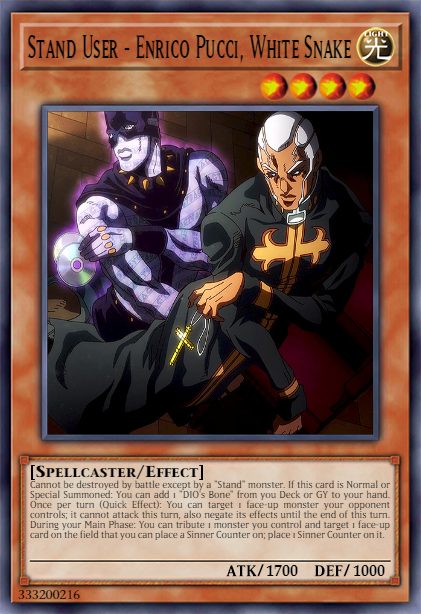 Stand User - Enrico Pucci, White Snake
LIGHT
光
[Spellcaster/Effect]
Cannot be destroyed by battle except by a "Stand" monster. If this card is Normal or
Special Summoned: You can add 1 "DIO's Bone" from you Deck or GY to your hand.
Once per turn (Quick Effect): You can target 1 face-up monster your opponent
controls; it cannot attack this turn, also negate its effects until the end of this turn.
During your Main Phase: You can tribute 1 monster you control and target 1 face-up
card on the field that you can place a Sinner Counter on; place 1 Sinner Counter on it.
ATK/1700 DEF/1000
333200216